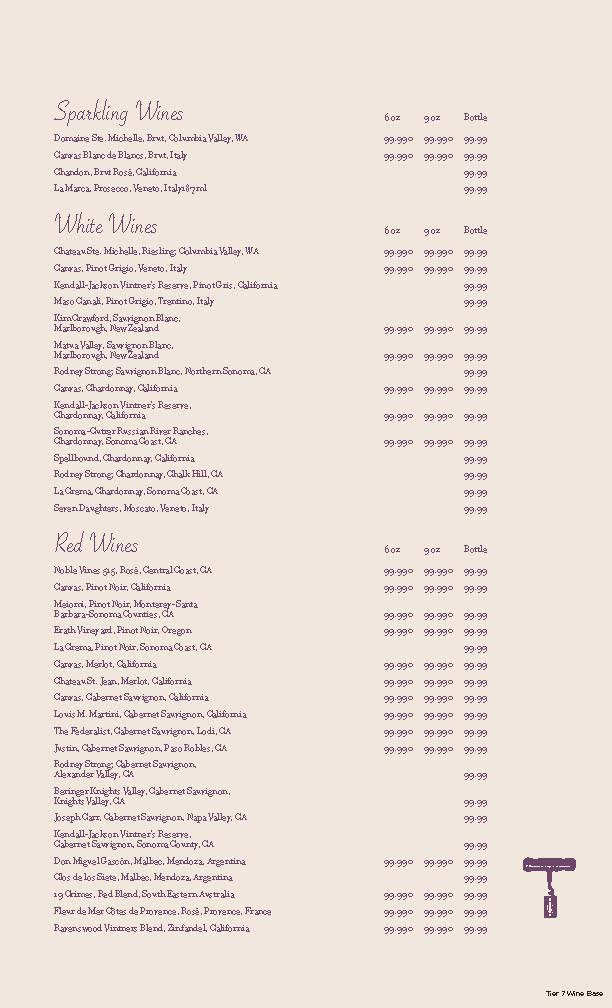 Sparkling Wines 6 oz 9 oz Bottle
Domaine Ste. Michelle, Brut, Columbia Valley, WA 99.99° 99.99° 99.99
Canvas Blanc de Blancs, Brut, Italy 99.99° 99.99° 99.99
Chandon, Brut Rosé, California 99.99
La Marca, Prosecco, Veneto, Italy187ml 99.99
White Wines 6 oz 9 oz Bottle
Chateau Ste. Michelle, Riesling, Columbia Valley, WA 99.99° 99.99° 99.99
Canvas, Pinot Grigio, Veneto, Italy 99.99° 99.99° 99.99
Kendall-Jackson Vintner's Reserve, Pinot Gris, California 99.99
Maso Canali, Pinot Grigio, Trentino, Italy 99.99
Kim Crawford, Sauvignon Blanc,
Marlborough, New Zealand 99.99° 99.99° 99.99
Matua Valley, Sauvignon Blanc,
Marlborough, New Zealand 99.99° 99.99° 99.99
Rodney Strong, Sauvignon Blanc, Northern Sonoma, CA 99.99
Canvas, Chardonnay, California 99.99° 99.99° 99.99
Kendall-Jackson Vintner's Reserve,
Chardonnay, California 99.99° 99.99° 99.99
Sonoma-Cutrer Russian River Ranches,
Chardonnay, Sonoma Coast, CA 99.99° 99.99° 99.99
Spellbound, Chardonnay, California 99.99
Rodney Strong, Chardonnay, Chalk Hill, CA 99.99
La Crema, Chardonnay, Sonoma Coast, CA 99.99
Seven Daughters, Moscato, Veneto, Italy 99.99
Red Wines 6 oz 9 oz Bottle
Noble Vines 515, Rosé, Central Coast, CA 99.99° 99.99° 99.99
Canvas, Pinot Noir, California 99.99° 99.99° 99.99
Meiomi, Pinot Noir, Monterey-Santa
Barbara-Sonoma Counties, CA 99.99° 99.99° 99.99
Erath Vineyard, Pinot Noir, Oregon 99.99° 99.99° 99.99
La Crema, Pinot Noir, Sonoma Coast, CA 99.99
Canvas, Merlot, California 99.99° 99.99° 99.99
Chateau St. Jean, Merlot, California 99.99° 99.99° 99.99
Canvas, Cabernet Sauvignon, California 99.99° 99.99° 99.99
Louis M. Martini, Cabernet Sauvignon, California 99.99° 99.99° 99.99
The Federalist, Cabernet Sauvignon, Lodi, CA 99.99° 99.99° 99.99
Justin, Cabernet Sauvignon, Paso Robles, CA 99.99° 99.99° 99.99
Rodney Strong, Cabernet Sauvignon,
Alexander Valley, CA 99.99
Beringer Knights Valley, Cabernet Sauvignon,
Knights Valley, CA 99.99
Joseph Carr, Cabernet Sauvignon, Napa Valley, CA 99.99
Kendall-Jackson Vintner's Reserve,
Cabernet Sauvignon, Sonoma County, CA 99.99
Don Miguel Gascón, Malbec, Mendoza, Argentina 99.99° 99.99° 99.99
Clos de los Siete, Malbec, Mendoza, Argentina 99.99
19 Crimes, Red Blend, South Eastern Australia 99.99° 99.99° 99.99
Fleur de Mer Côtes de Provence, Rosé, Provence, France 99.99° 99.99° 99.99
Ravenswood Vintners Blend, Zinfandel, California 99.99° 99.99° 99.99
Tier 7 Wine Base